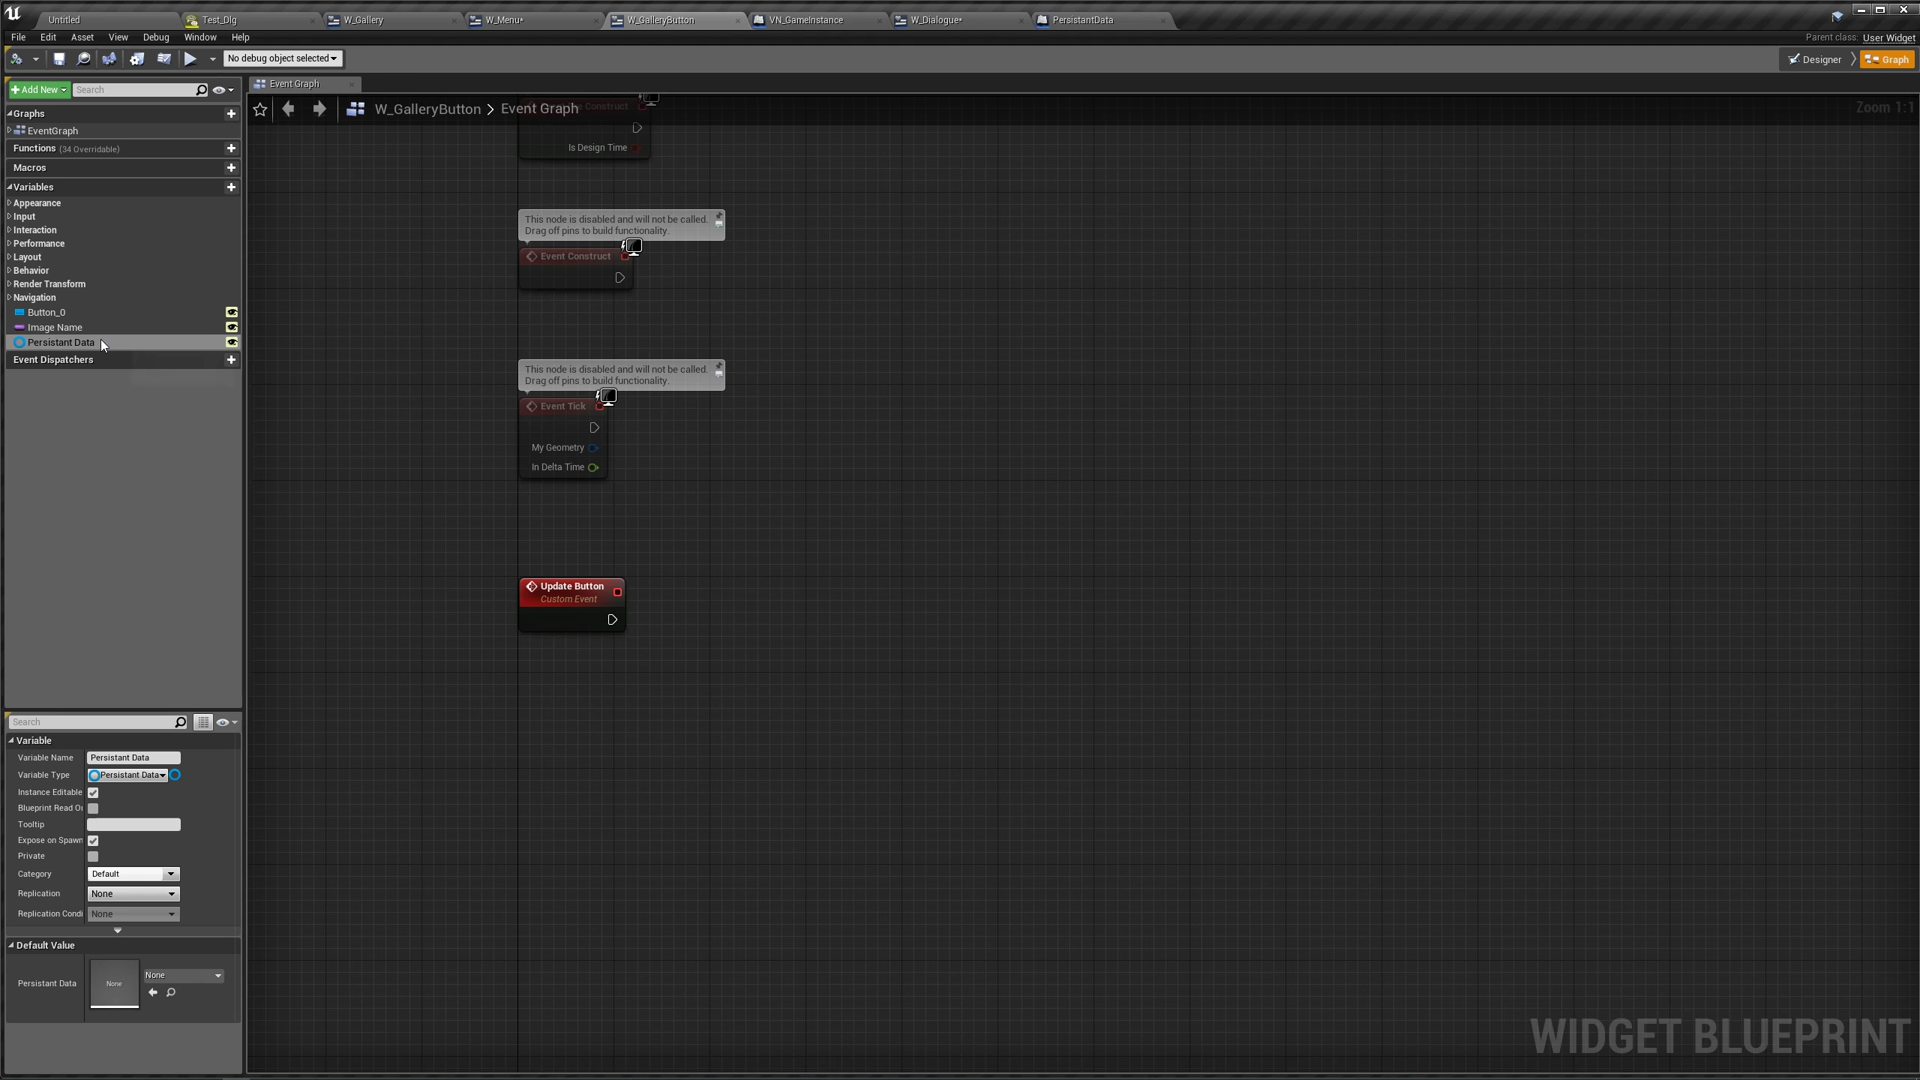 Untitled
Test_Dlg
W_Gallery
W_Menu*
W_GalleryButton
VN_GameInstance
W_Dialogue*
PersistantData
File
Edit
Asset
View
Debug
Window
Help
Parent class: User Widget
No debug object selected
Designer
Graph
Add New
Search
Event Graph
W_GalleryButton > Event Graph
Zoom 1:1
Graphs
EventGraph
Functions (34 Overridable)
Macros
Variables
Appearance
Input
Interaction
Performance
Layout
Behavior
Render Transform
Navigation
Button_0
Image Name
Persistant Data
Event Dispatchers
Construct
Is Design Time
This node is disabled and will not be called.
Drag off pins to build functionality.
Event Construct
This node is disabled and will not be called.
Drag off pins to build functionality.
Event Tick
My Geometry
In Delta Time
Update Button
Custom Event
Search
Variable
Variable Name
Persistant Data
Variable Type
Persistant Data
Instance Editable
Blueprint Read O
Tooltip
Expose on Spawn
Private
Category
Default
Replication
None
Replication Condi
None
Default Value
Persistant Data
None
None
WIDGET BLUEPRINT